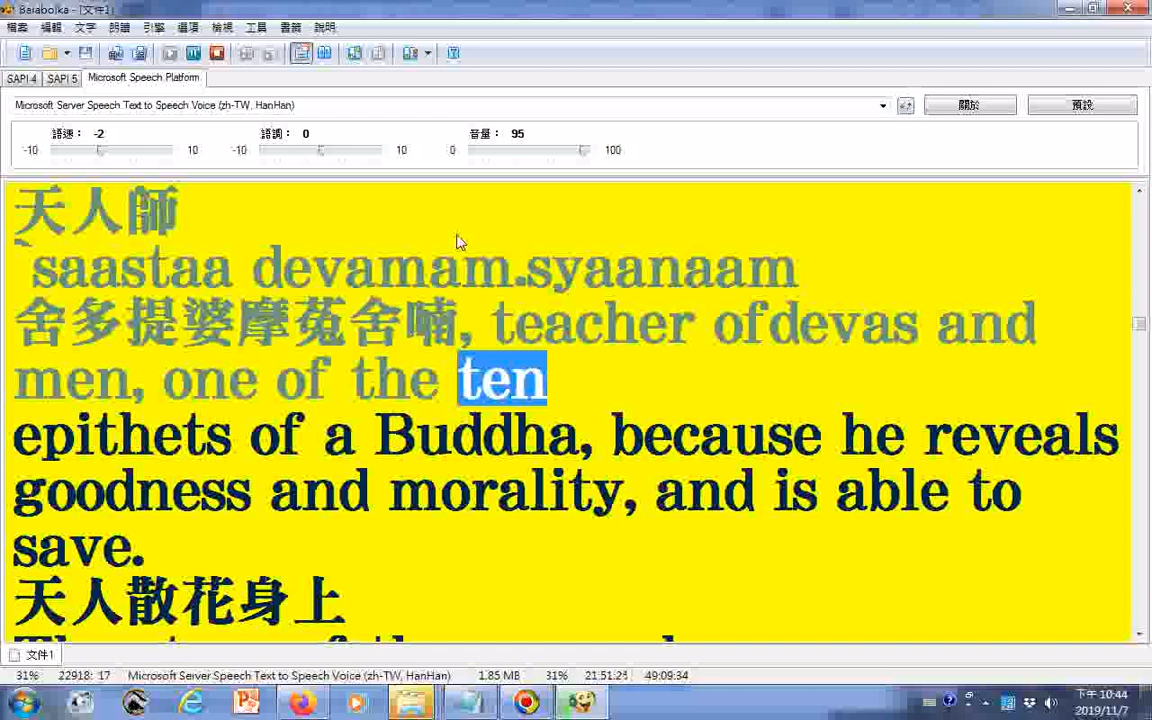 Balabolka - [文件1]
檔案 編輯 文字 朗讀 引擎 選項 檢視 工具 書籤 說明
SAPI 4 SAPI 5 Microsoft Speech Platform
Microsoft Server Speech Text to Speech Voice (zh-TW, HanHan) 關於 預設
語速： -2 語調： 0 音量： 95
-10 10 -10 10 0 100
天人師
`saastaa devamam.syaanaam
舍多提婆摩菟舍喃, teacher ofdevas and
men, one of the ten
epithets of a Buddha, because he reveals
goodness and morality, and is able to
save.
天人散花身上
文件1
31% 22918: 17 Microsoft Server Speech Text to Speech Voice (zh-TW, HanHan) 1.85 MB 31% 21:51:25 49:09:34
下午 10:44
2019/11/7